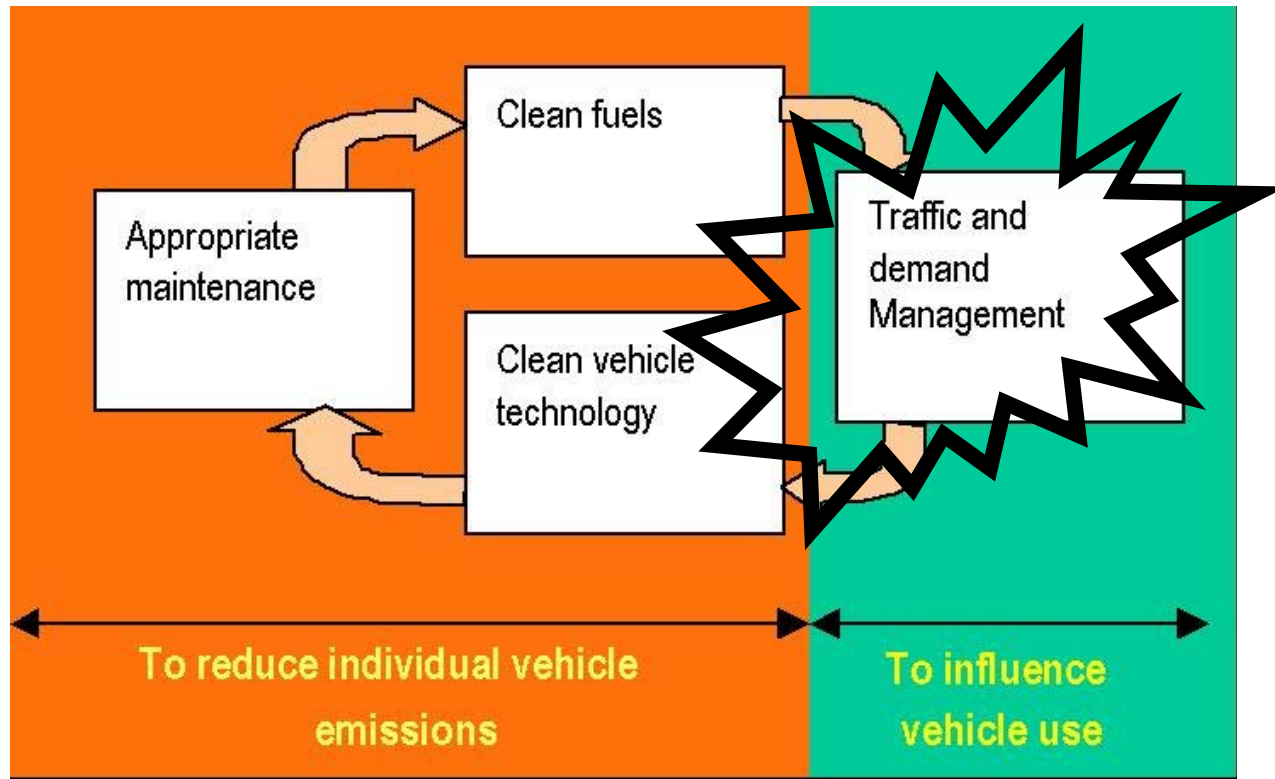 Clean fuels
Appropriate
maintenance
Traffic and
demand
Management
Clean vehicle
technology
To reduce individual vehicle
emissions
To influence
vehicle use